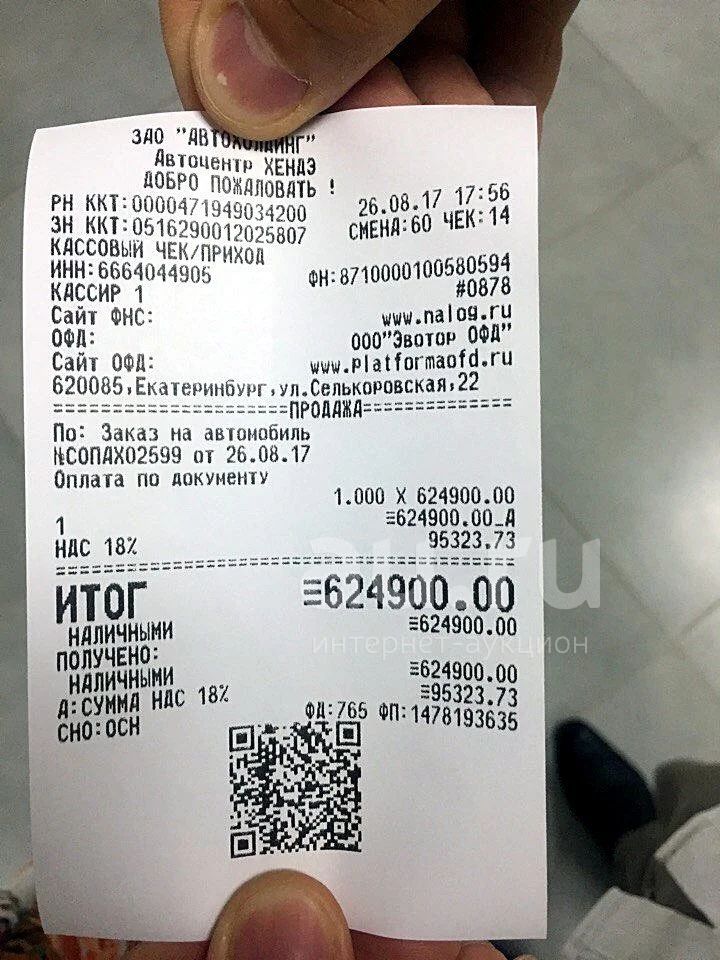 ЗАО "АВТОХОЛДИНГ"
Автоцентр ХЕНДЭ
ДОБРО ПОЖАЛОВАТЬ !
РН ККТ:0000471949034200 26.08.17 17:56
ЗН ККТ:0516290012025807 СМЕНА:60 ЧЕК:14
КАССОВЫЙ ЧЕК/ПРИХОД
ИНН:6664044905 ФН:8710000100580594
КАССИР 1 #0878
Сайт ФНС: www.nalog.ru
ОФД: ООО"Эвотор ОФД"
Сайт ОФД: www.platformaofd.ru
620085,Екатеринбург,ул.Селькоровская,22
=====================ПРОДАЖА=============
По: Заказ на автомобиль
№СОПАХ02599 от 26.08.17
Оплата по документу
1.000 X 624900.00
1 ≡624900.00_А
НДС 18% 95323.73
ИТОГ ≡624900.00
НАЛИЧНЫМИ ≡624900.00
ПОЛУЧЕНО:
НАЛИЧНЫМИ ≡624900.00
А:СУММА НДС 18% ≡95323.73
СНО:ОСН ФД:765 ФП:1478193635
au.ru
интернет-аукцион